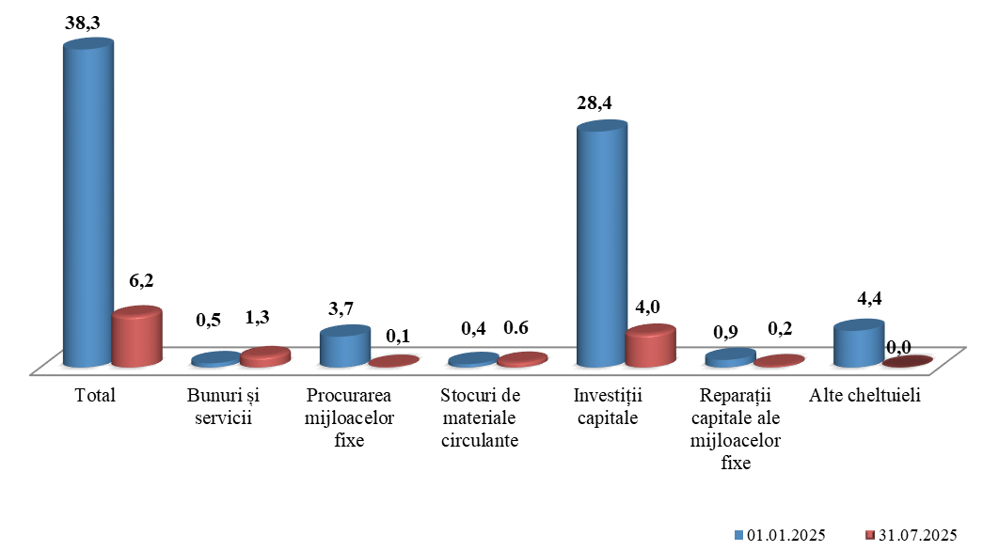 38,3
6,2
0,5
1,3
3,7
0,1
0,4
0.6
28,4
4,0
0,9
0,2
4,4
0,0
Total
Bunuri și
servicii
Procurarea
mijloacelor
fixe
Stocuri de
materiale
circulante
Investiții
capitale
Reparații
capitale ale
mijloacelor
fixe
Alte cheltuieli
01.01.2025
31.07.2025